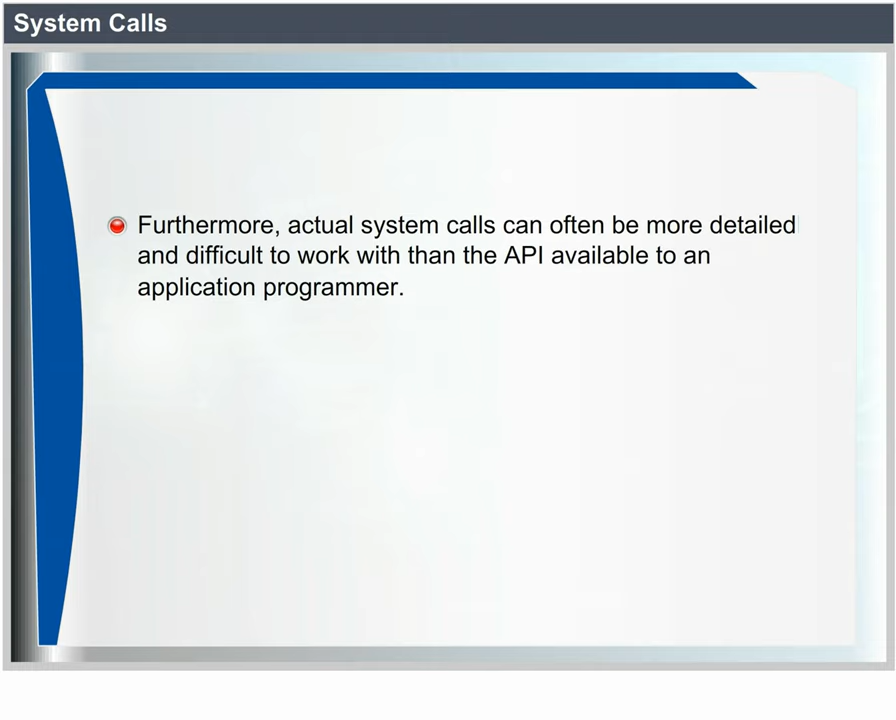 System Calls
Furthermore, actual system calls can often be more detailed
and difficult to work with than the API available to an
application programmer.